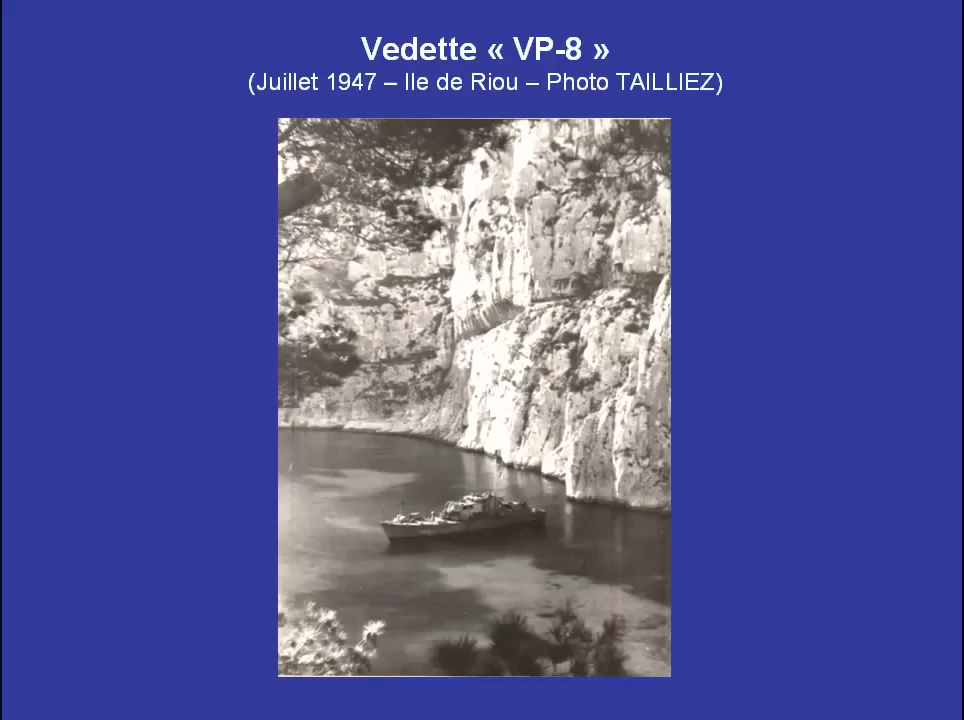 Vedette « VP-8 »
(Juillet 1947 – Ile de Riou – Photo TAILLIEZ)